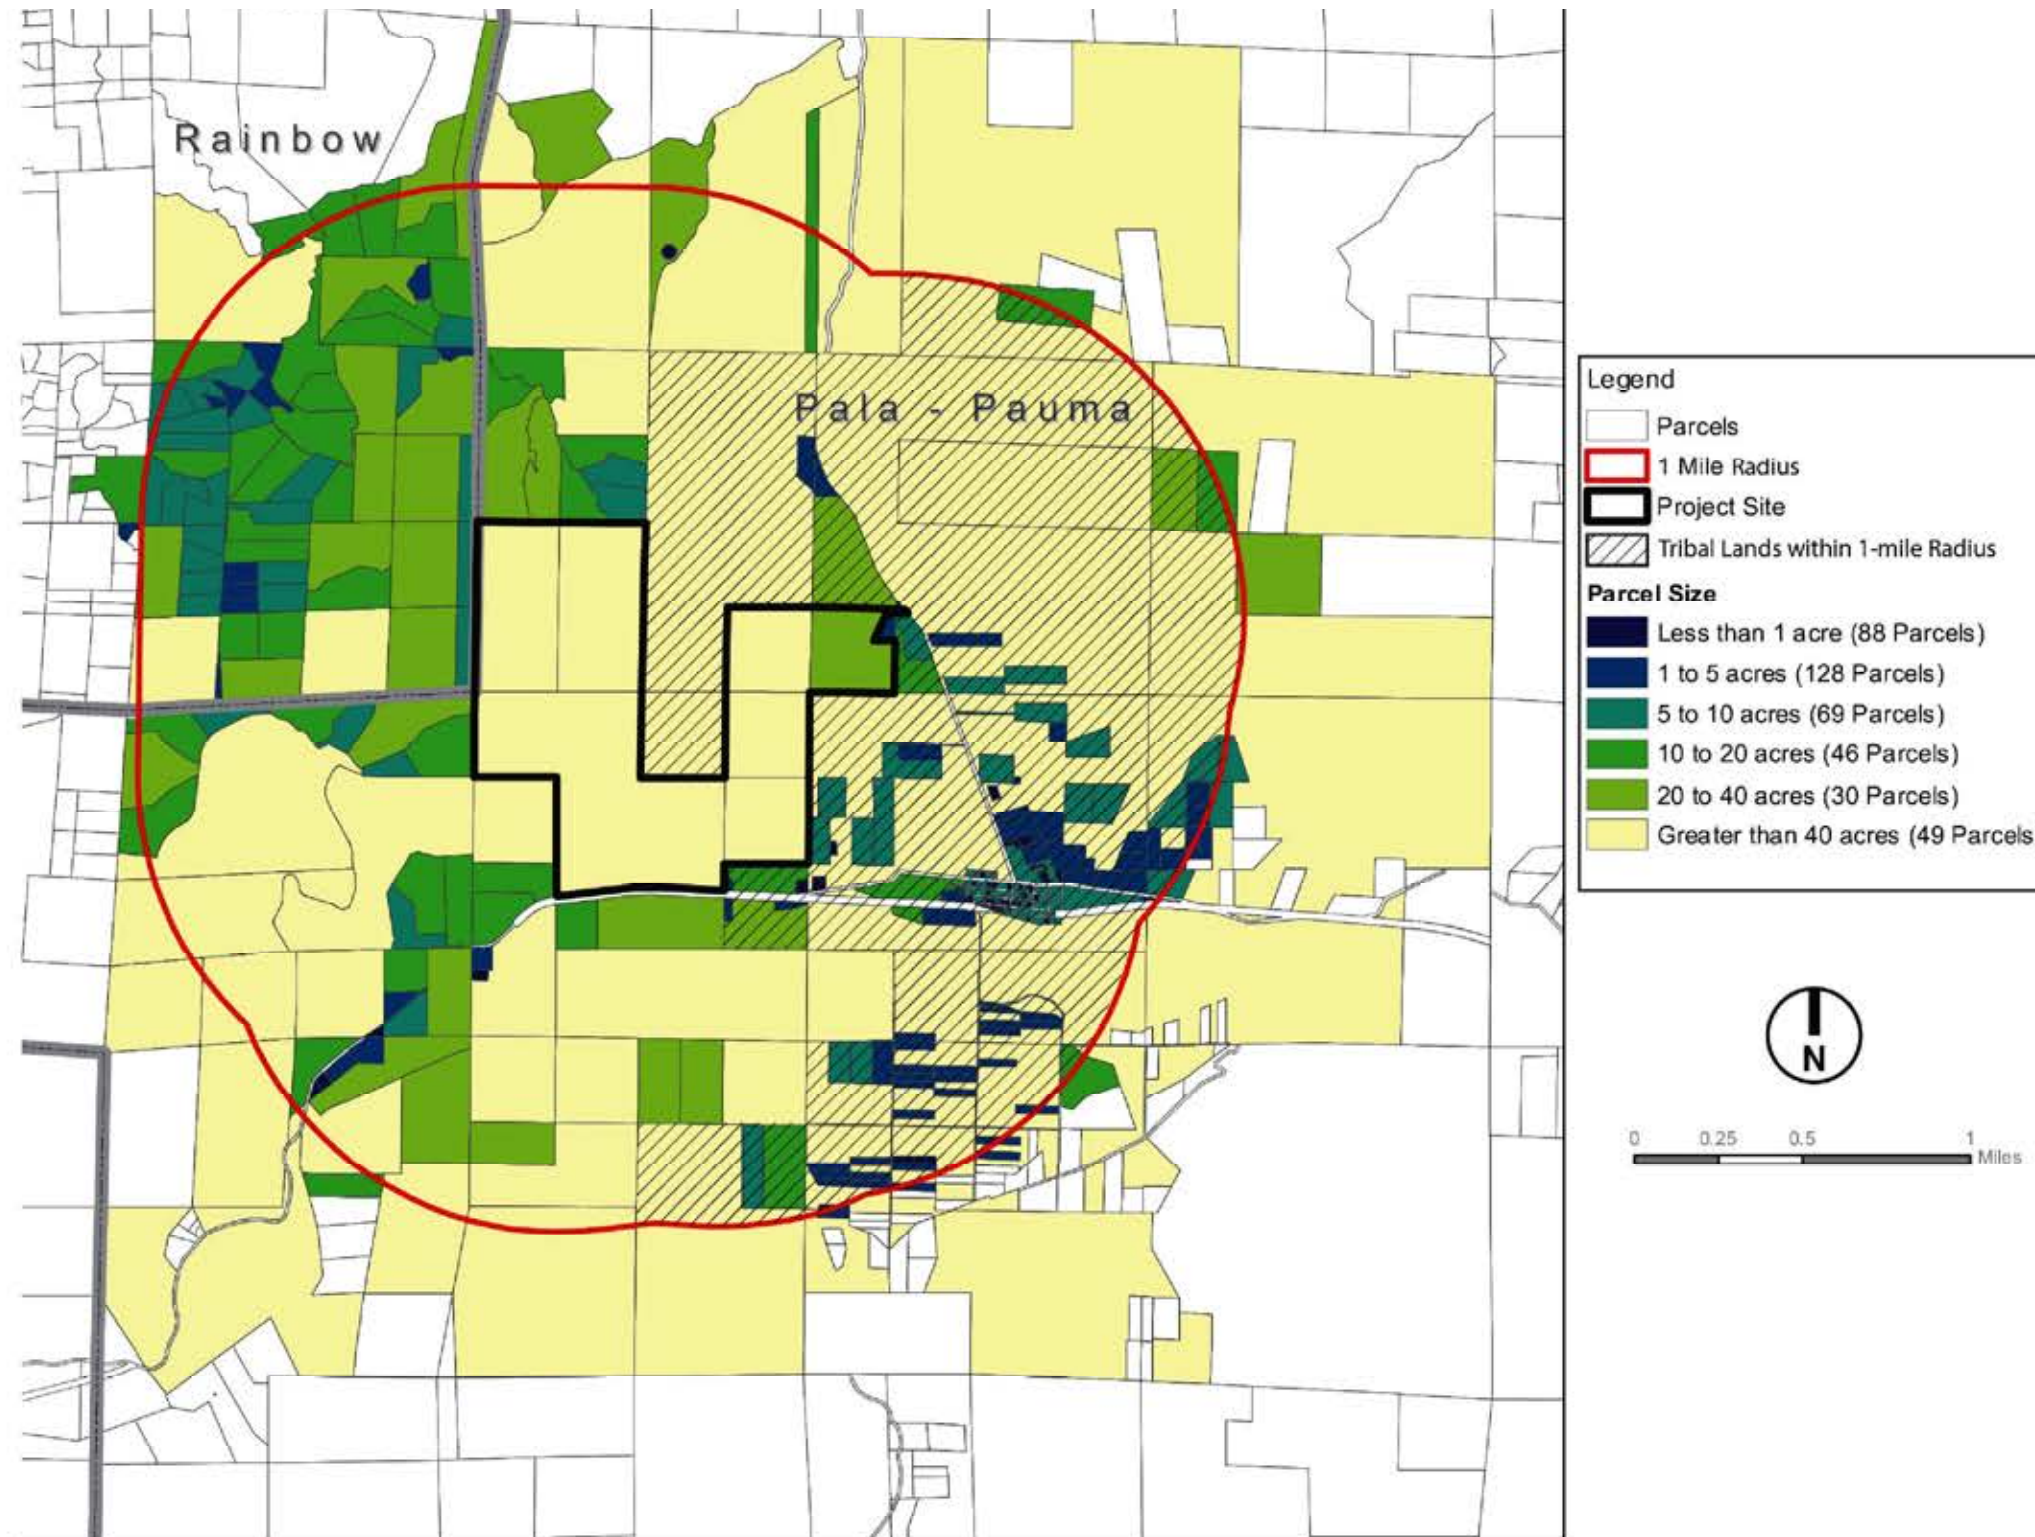 Rainbow
Pala - Pauma
Legend
Parcels
1 Mile Radius
Project Site
Tribal Lands within 1-mile Radius
Parcel Size
Less than 1 acre (88 Parcels)
1 to 5 acres (128 Parcels)
5 to 10 acres (69 Parcels)
10 to 20 acres (46 Parcels)
20 to 40 acres (30 Parcels)
Greater than 40 acres (49 Parcels
N
0 0.25 0.5 1
Miles